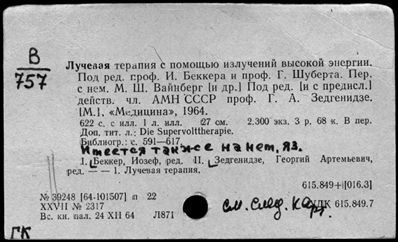 В
757
Лучевая терапия с помощью излучений высокой энергии.
Под ред. проф. И. Беккера и проф. Г. Шуберта. Пер.
с нем. М. Ш. Вайнберг [и др.] Под ред. [и с предисл.]
действ. чл. АМН СССР проф. Г. А. Зедгенидзе.
[М.], «Медицина», 1964.
622 с. с илл. 1 л. илл. 27 см. 2.300 экз. 3 р. 68 к. В пер.
Доп. тит. л.: Die Supervolttherapie.
Библиогр.: с. 591—617.
Имеется также на нем. яз.
I. Беккер, Иозеф, ред. II. Зедгенидзе, Георгий Артемьевич,
ред. — — 1. Лучевая терапия.
615.849+[016.3]
№ 39248 [64-101507] п 22
XXVII № 2317
Вс. кн. пал. 24 XII 64 Л871
УДК 615.849.7
см. след. карт.
ГК